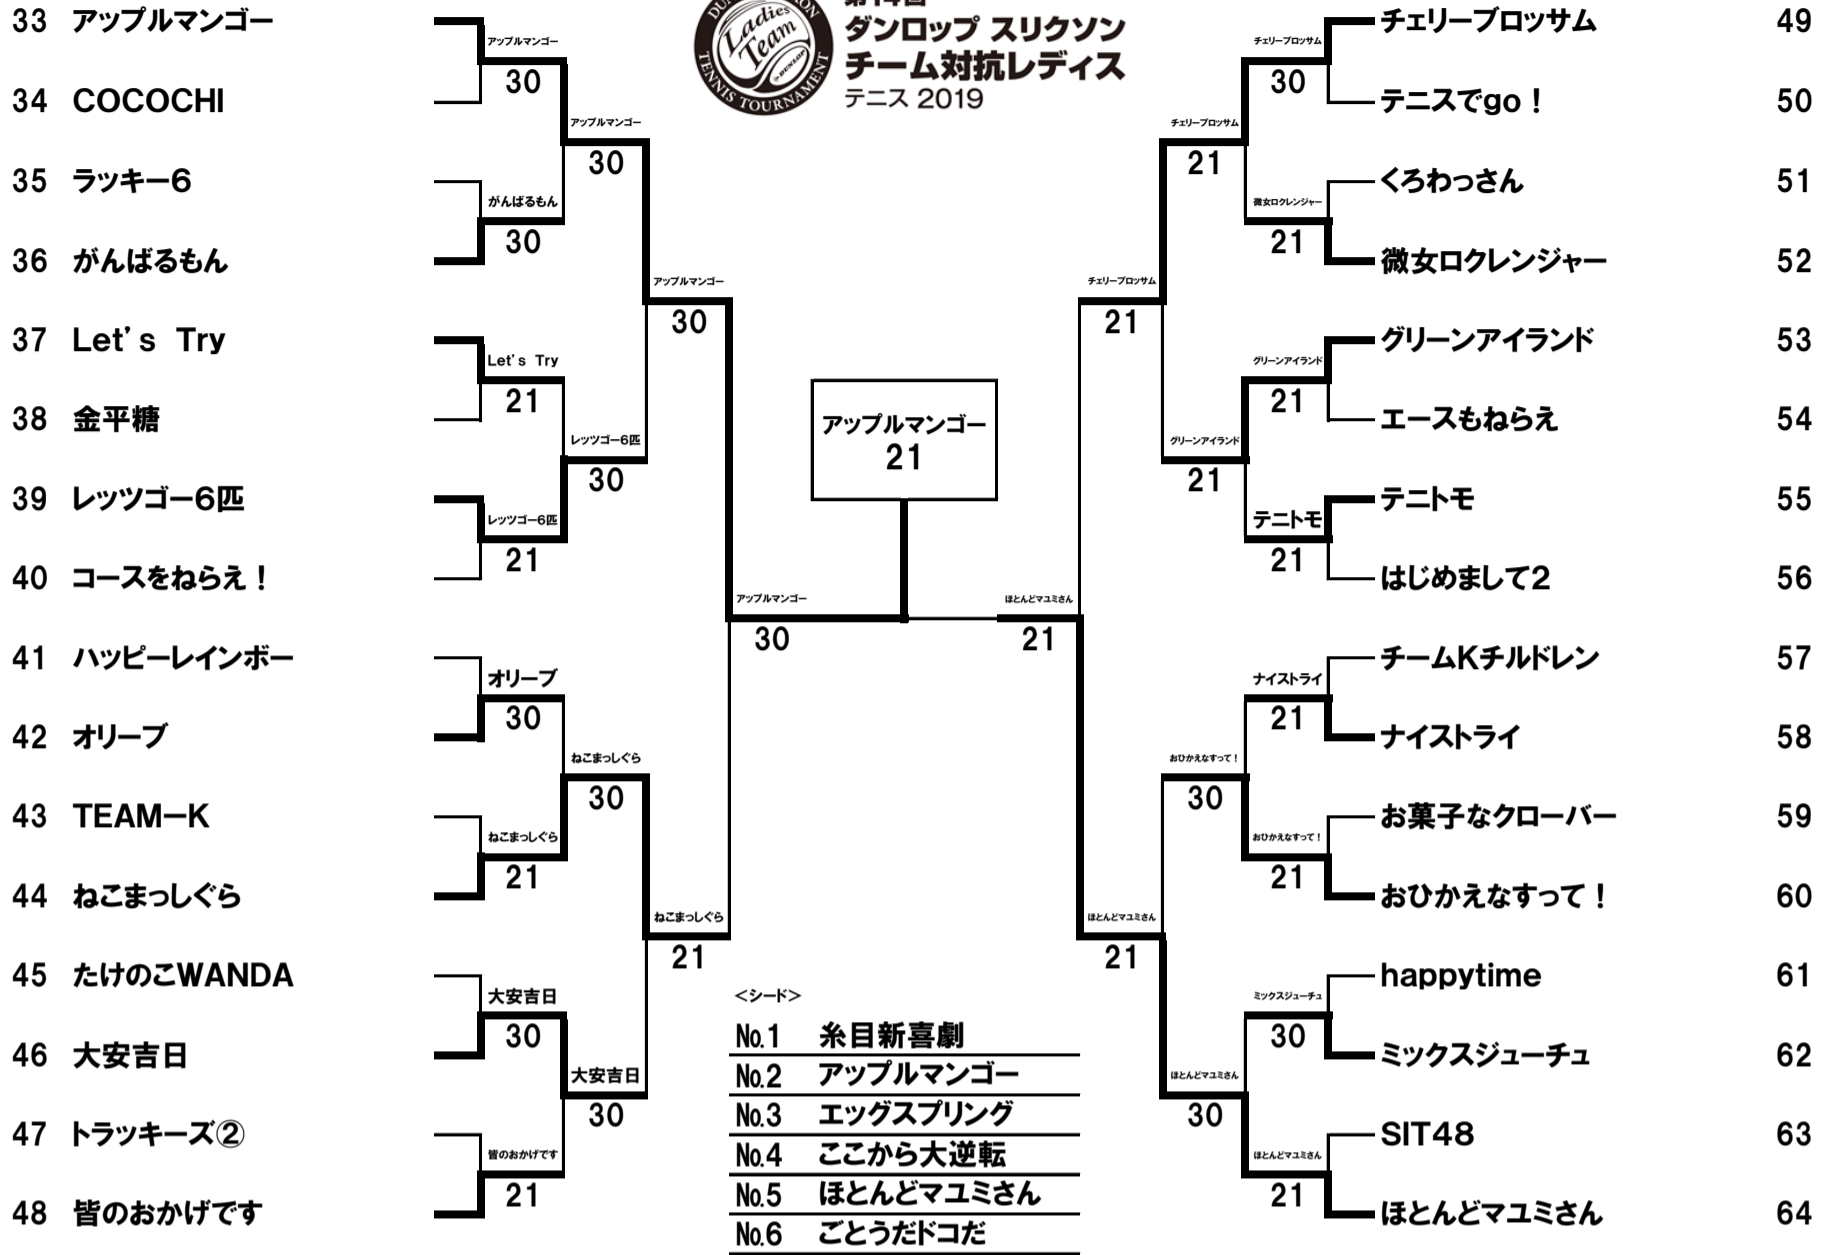 33 アップルマンゴー
34 COCOCHI
35 ラッキー6
36 がんばるもん
37 Let's Try
38 金平糖
39 レッツゴー6匹
40 コースをねらえ！
41 ハッピーレインボー
42 オリーブ
43 TEAMーK
44 ねこまっしぐら
45 たけのこWANDA
46 大安吉日
47 トラッキーズ②
48 皆のおかげです
アップルマンゴー
30
がんばるもん
30
Let's Try
21
レッツゴー6匹
21
オリーブ
30
ねこまっしぐら
21
大安吉日
30
皆のおかげです
21
アップルマンゴー
30
レッツゴー6匹
30
ねこまっしぐら
30
大安吉日
30
アップルマンゴー
30
ねこまっしぐら
21
アップルマンゴー
30
Ladies
Team
by DUNLOP
TENNIS TOURNAMENT
ダンロップ スリクソン
チーム対抗レディス
テニス 2019
アップルマンゴー
21
ほとんどマユミさん
21
チェリーブロッサム
21
ほとんどマユミさん
21
チェリーブロッサム
21
グリーンアイランド
21
おひかえなすって！
30
ほとんどマユミさん
30
チェリーブロッサム
30
微女ロクレンジャー
21
グリーンアイランド
21
テニトモ
21
ナイストライ
21
おひかえなすって！
21
ミックスジューチュ
30
ほとんどマユミさん
21
チェリーブロッサム 49
テニスでgo！ 50
くろわっさん 51
微女ロクレンジャー 52
グリーンアイランド 53
エースもねらえ 54
テニトモ 55
はじめまして2 56
チームKチルドレン 57
ナイストライ 58
お菓子なクローバー 59
おひかえなすって！ 60
happytime 61
ミックスジューチュ 62
SIT48 63
ほとんどマユミさん 64
＜シード＞
No.1 糸目新喜劇
No.2 アップルマンゴー
No.3 エッグスプリング
No.4 ここから大逆転
No.5 ほとんどマユミさん
No.6 ごとうだドコだ